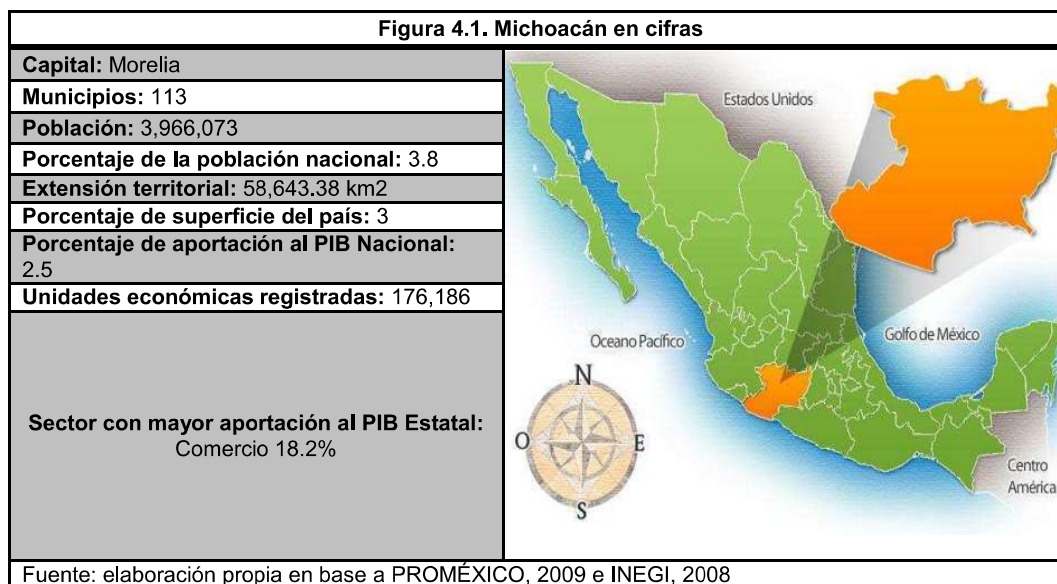 Figura 4.1. Michoacán en cifras
Capital: Morelia
Municipios: 113
Población: 3,966,073
Porcentaje de la población nacional: 3.8
Extensión territorial: 58,643.38 km2
Porcentaje de superficie del país: 3
Porcentaje de aportación al PIB Nacional:
2.5
Unidades económicas registradas: 176,186
Sector con mayor aportación al PIB Estatal:
Comercio 18.2%
Estados Unidos
Oceano Pacífico
Golfo de México
Centro
América
N
O
E
S
Fuente: elaboración propia en base a PROMÉXICO, 2009 e INEGI, 2008